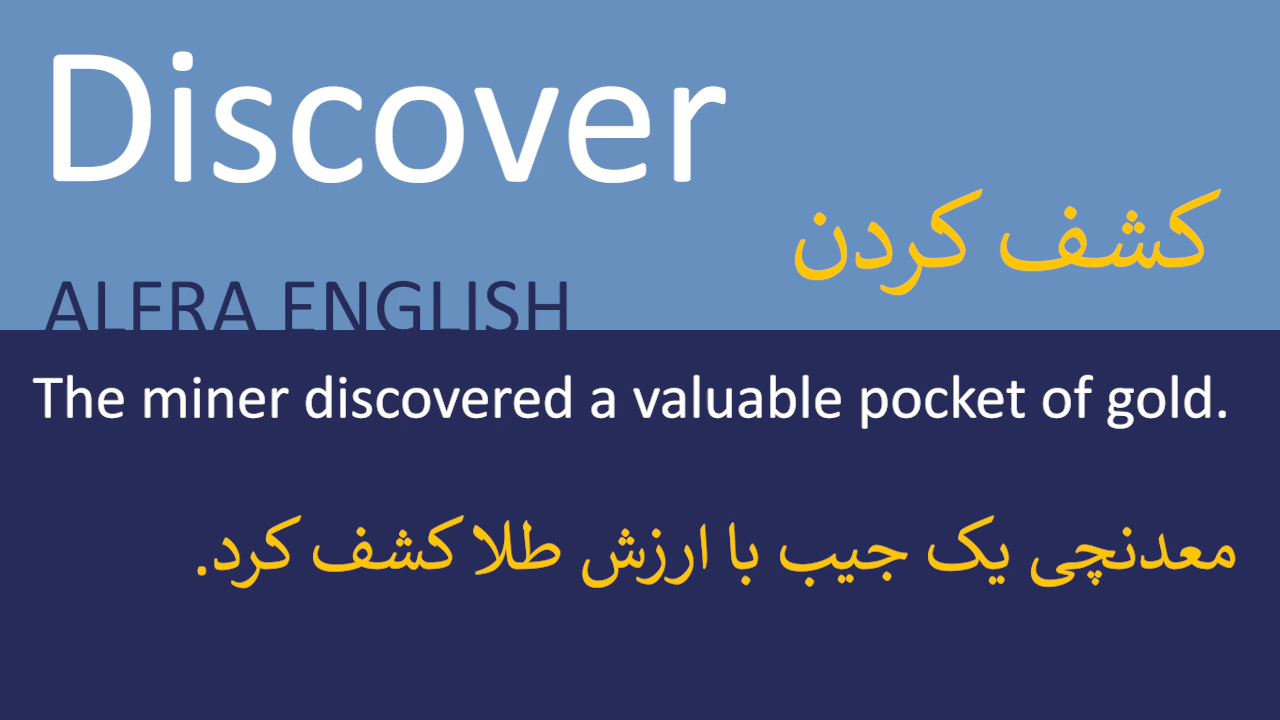 Discover
کشف کردن
ALFRA ENGLISH
The miner discovered a valuable pocket of gold.
معدنچی یک جیب با ارزش طلا کشف کرد.